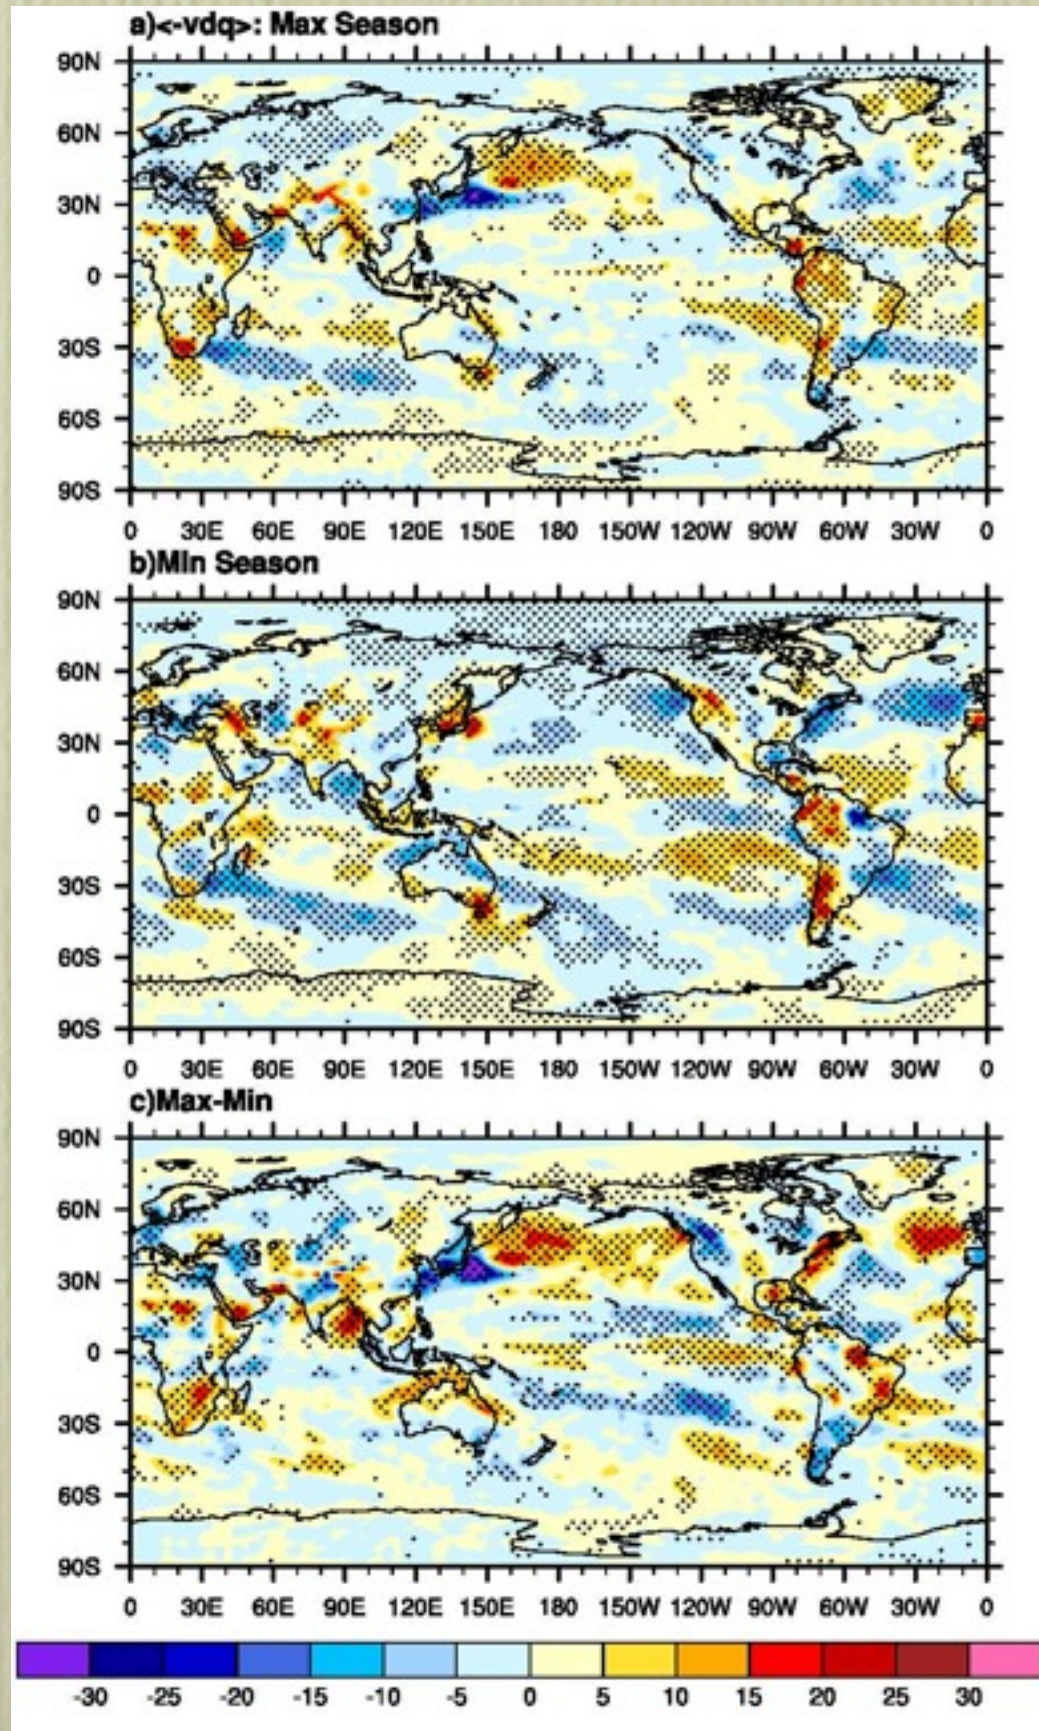 a)<-vdq>: Max Season
90N
60N
30N
0
30S
60S
90S
0 30E 60E 90E 120E 150E 180 150W 120W 90W 60W 30W 0
b)Min Season
90N
60N
30N
0
30S
60S
90S
0 30E 60E 90E 120E 150E 180 150W 120W 90W 60W 30W 0
c)Max-Min
90N
60N
30N
0
30S
60S
90S
0 30E 60E 90E 120E 150E 180 150W 120W 90W 60W 30W 0
-30 -25 -20 -15 -10 -5 0 5 10 15 20 25 30